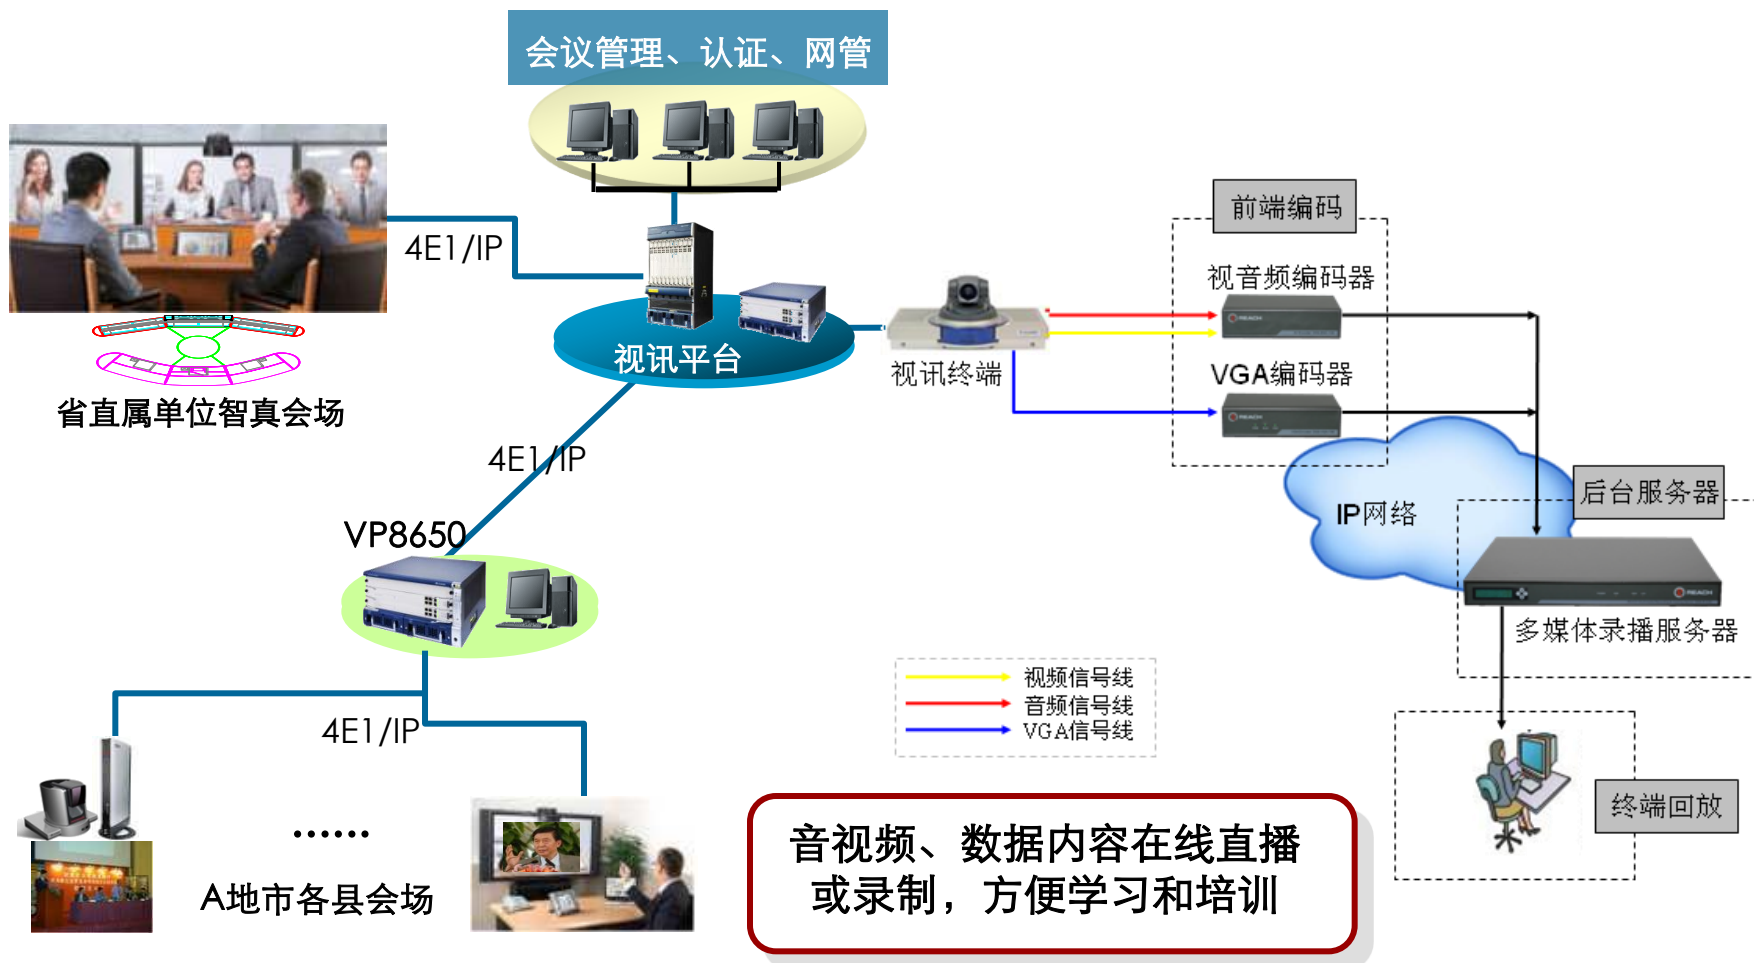 会议管理、认证、网管
4E1/IP
前端编码
视音频编码器
REACH
视讯平台
视讯终端
VGA编码器
REACH
省直属单位智真会场
4E1/IP
后台服务器
IP网络
VP8650
REACH
多媒体录播服务器
视频信号线
音频信号线
VGA信号线
4E1/IP
终端回放
......
A地市各县会场
音视频、数据内容在线直播
或录制，方便学习和培训